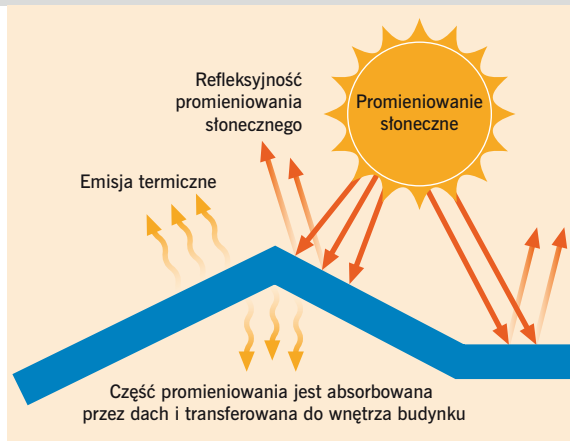 Refleksyjność
promieniowania
słonecznego
Promieniowanie
słoneczne
Emisja termiczne
Część promieniowania jest absorbowana
przez dach i transferowana do wnętrza budynku